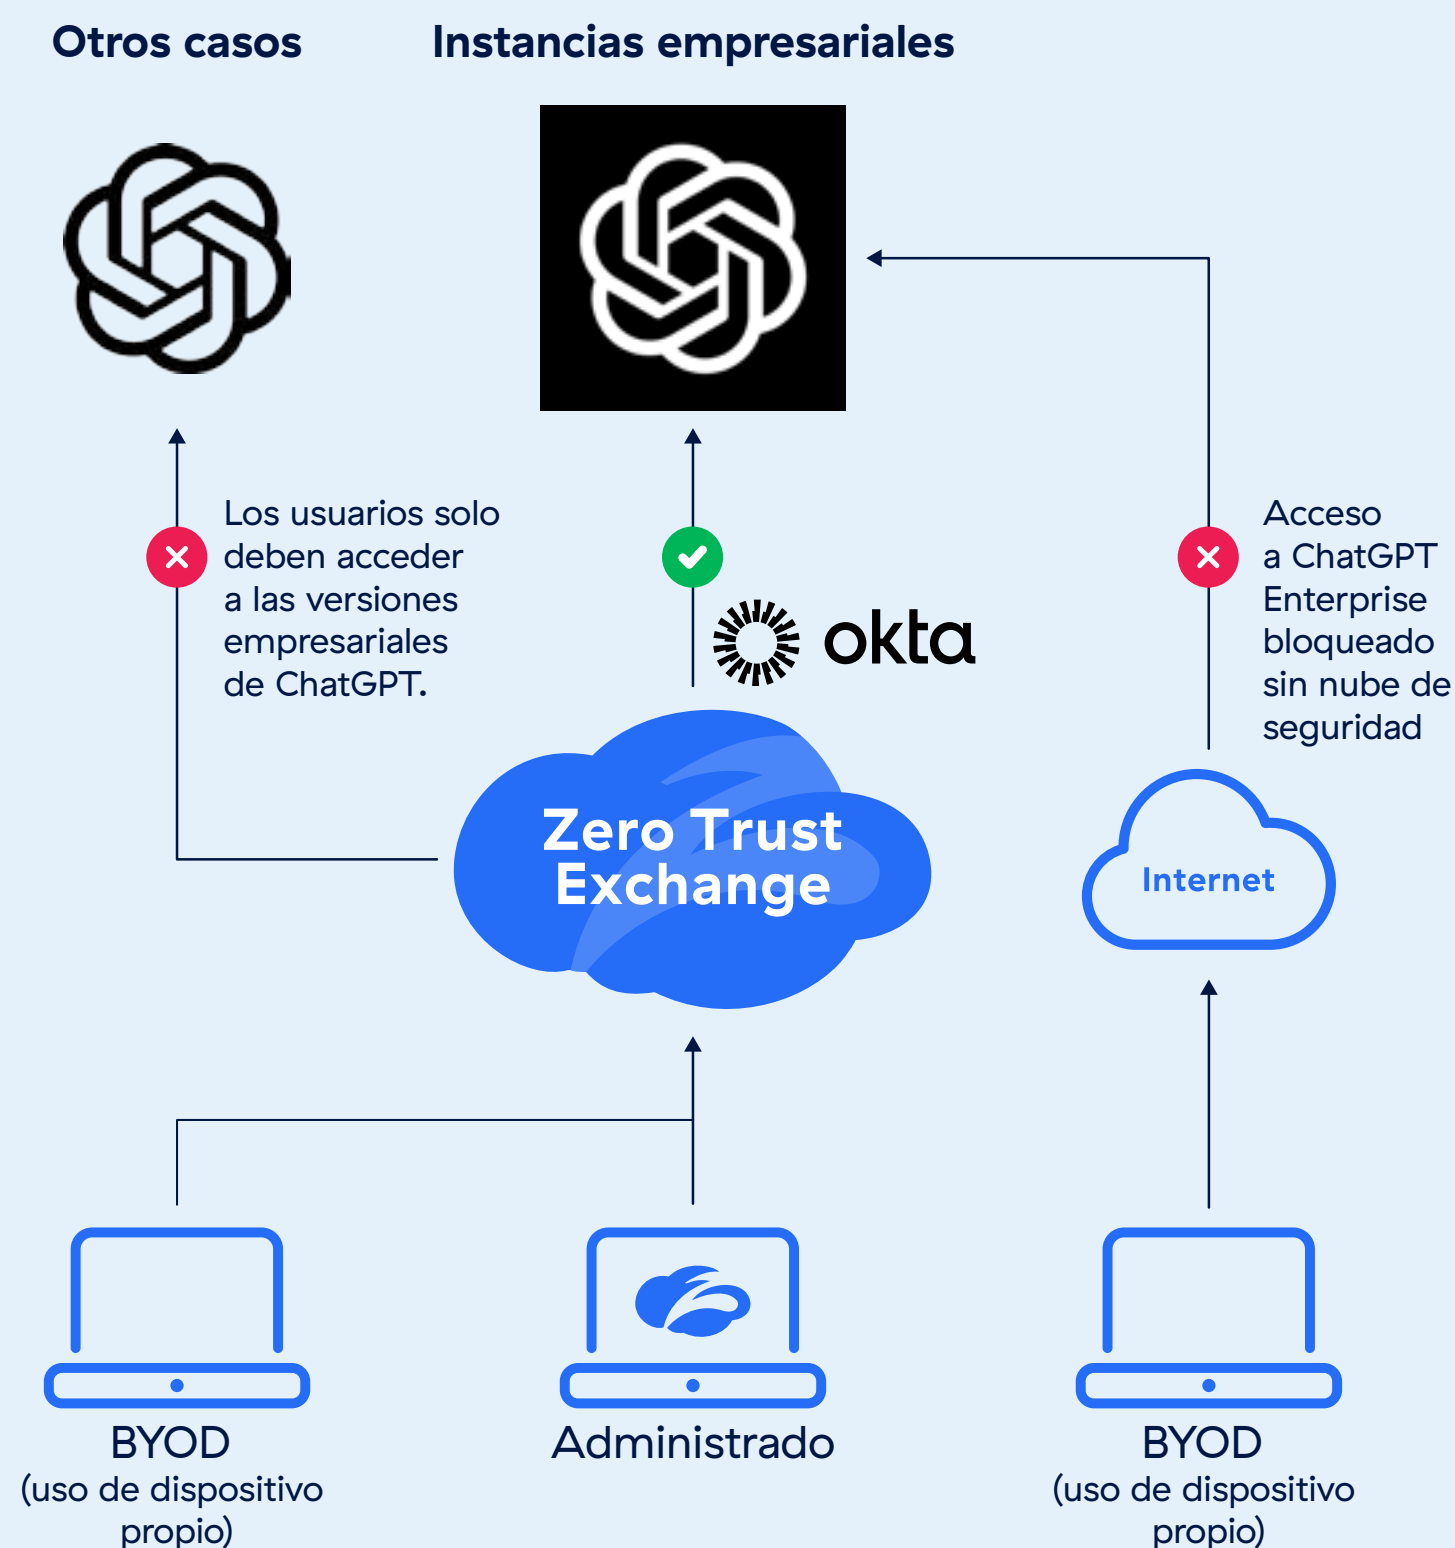 Otros casos
Instancias empresariales
Los usuarios solo
deben acceder
a las versiones
empresariales
de ChatGPT.
okta
Acceso
a ChatGPT
Enterprise
bloqueado
sin nube de
seguridad
Zero Trust
Exchange
Internet
BYOD
(uso de dispositivo
propio)
Administrado
BYOD
(uso de dispositivo
propio)